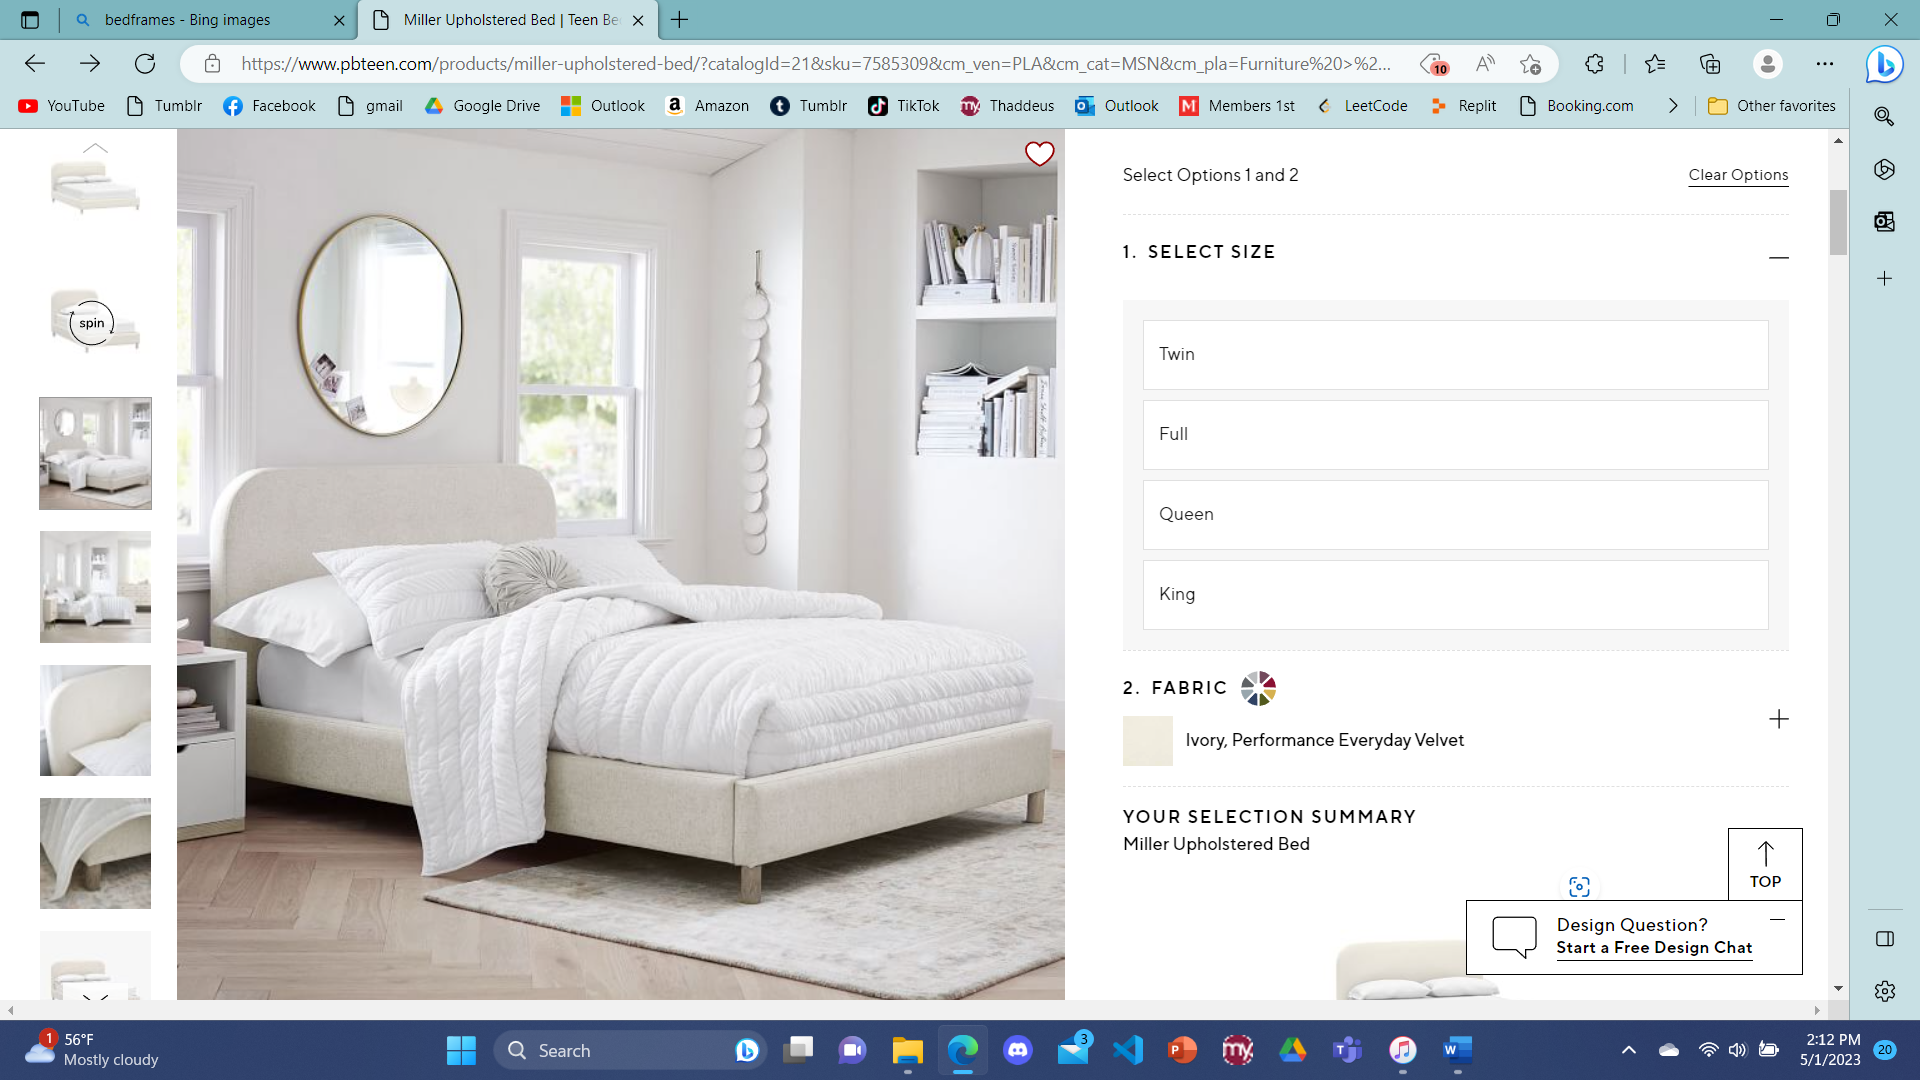 bedframes - Bing images
Miller Upholstered Bed | Teen Be
https://www.pbteen.com/products/miller-upholstered-bed/?catalogId=21&sku=7585309&cm_ven=PLA&cm_cat=MSN&cm_pla=Furniture%20>%2...
10
YouTube
Tumblr
Facebook
gmail
Google Drive
Outlook
Amazon
Tumblr
TikTok
my
Thaddeus
Outlook
Members 1st
LeetCode
Replit
Booking.com
Other favorites
spin
Select Options 1 and 2
Clear Options
1. SELECT SIZE
Twin
Full
Queen
King
2. FABRIC
Ivory, Performance Everyday Velvet
YOUR SELECTION SUMMARY
Miller Upholstered Bed
TOP
Design Question?
Start a Free Design Chat
1
56°F
Mostly cloudy
Search
3
my
2:12 PM
5/1/2023
20